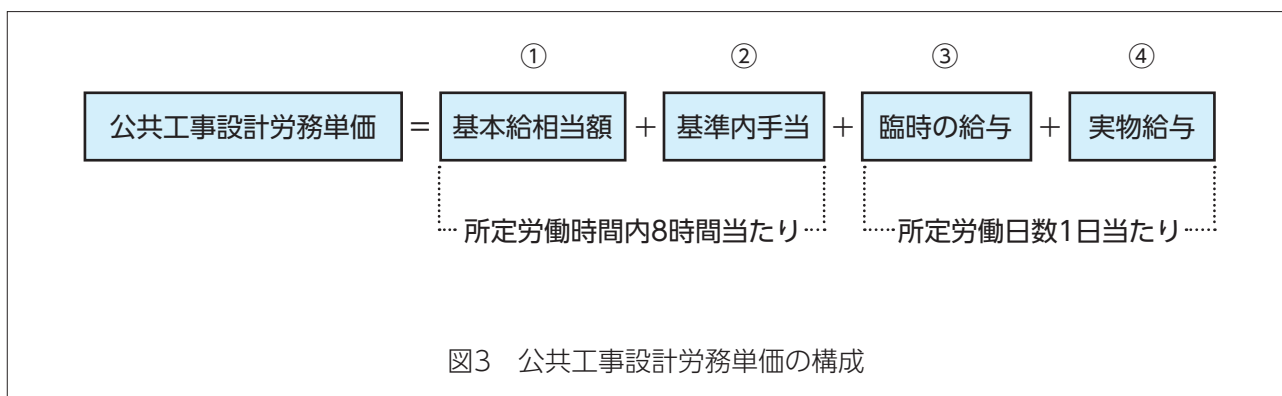 ① ② ③ ④
公共工事設計労務単価 = 基本給相当額 + 基準内手当 + 臨時の給与 + 実物給与
所定労働時間内8時間当たり 所定労働日数1日当たり
図3 公共工事設計労務単価の構成